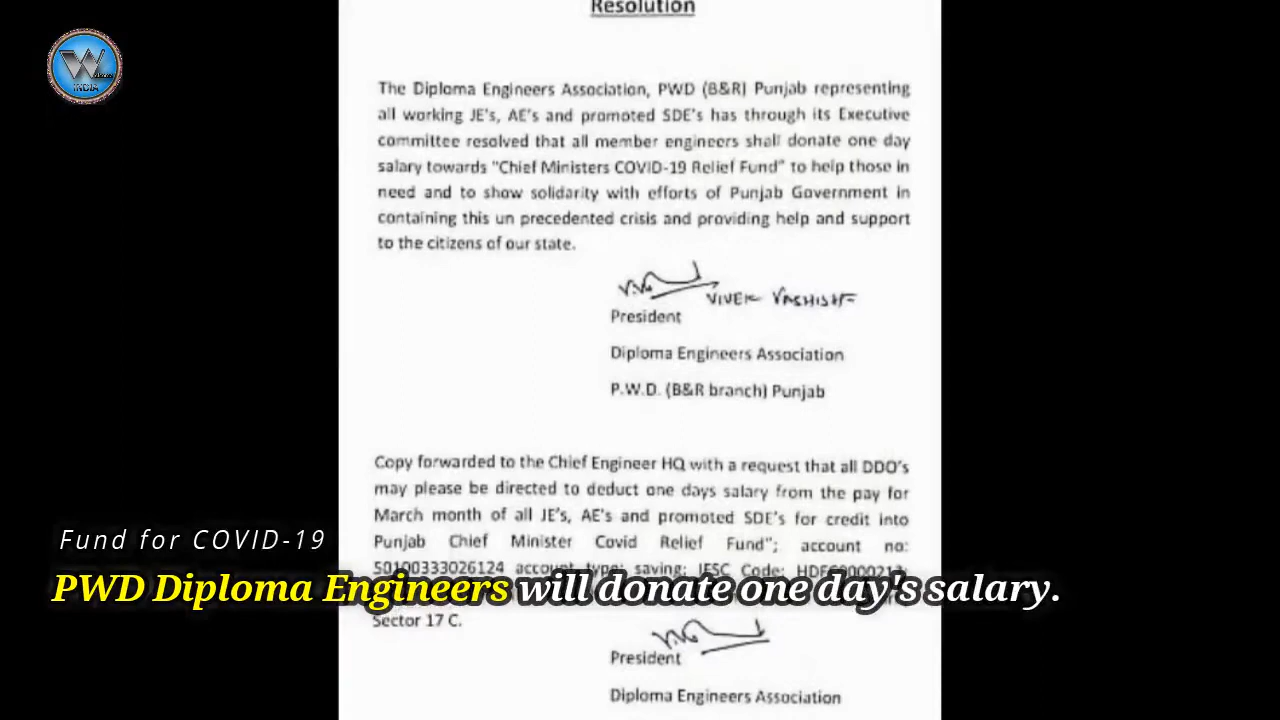 Resolution
W
INDIA
The Diploma Engineers Association, PWD (B&R) Punjab representing
all working JE's, AE's and promoted SDE's has through its Executive
committee resolved that all member engineers shall donate one day
salary towards "Chief Ministers COVID-19 Relief Fund" to help those in
need and to show solidarity with efforts of Punjab Government in
containing this un precedented crisis and providing help and support
to the citizens of our state.
VIVEK VASHISHT
President
Diploma Engineers Association
P.W.D. (B&R branch) Punjab
Copy forwarded to the Chief Engineer HQ with a request that all DDO's
may please be directed to deduct one days salary from the pay for
March month of all JE's, AE's and promoted SDE's for credit into
Punjab Chief Minister Covid Relief Fund"; account no:
50100333026124 account type: saving; IFSC Code:
Sector 17 C.
President
Diploma Engineers Association
Fund for COVID-19
PWD Diploma Engineers will donate one day's salary.